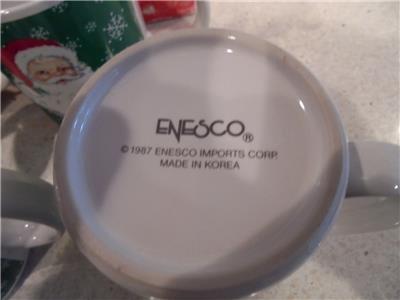 ENESCO®
© 1987 ENESCO IMPORTS CORP.
MADE IN KOREA